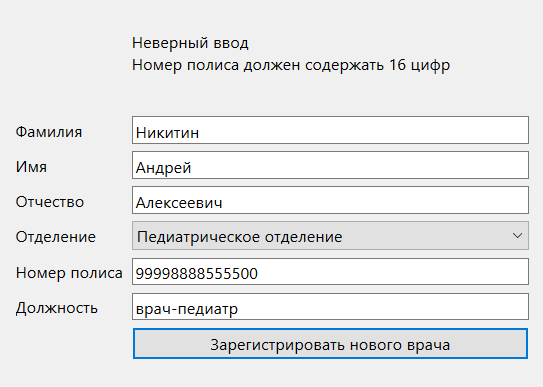 Неверный ввод
Номер полиса должен содержать 16 цифр
Фамилия Никитин
Имя Андрей
Отчество Алексеевич
Отделение Педиатрическое отделение
Номер полиса 99998888555500
Должность врач-педиатр
Зарегистрировать нового врача